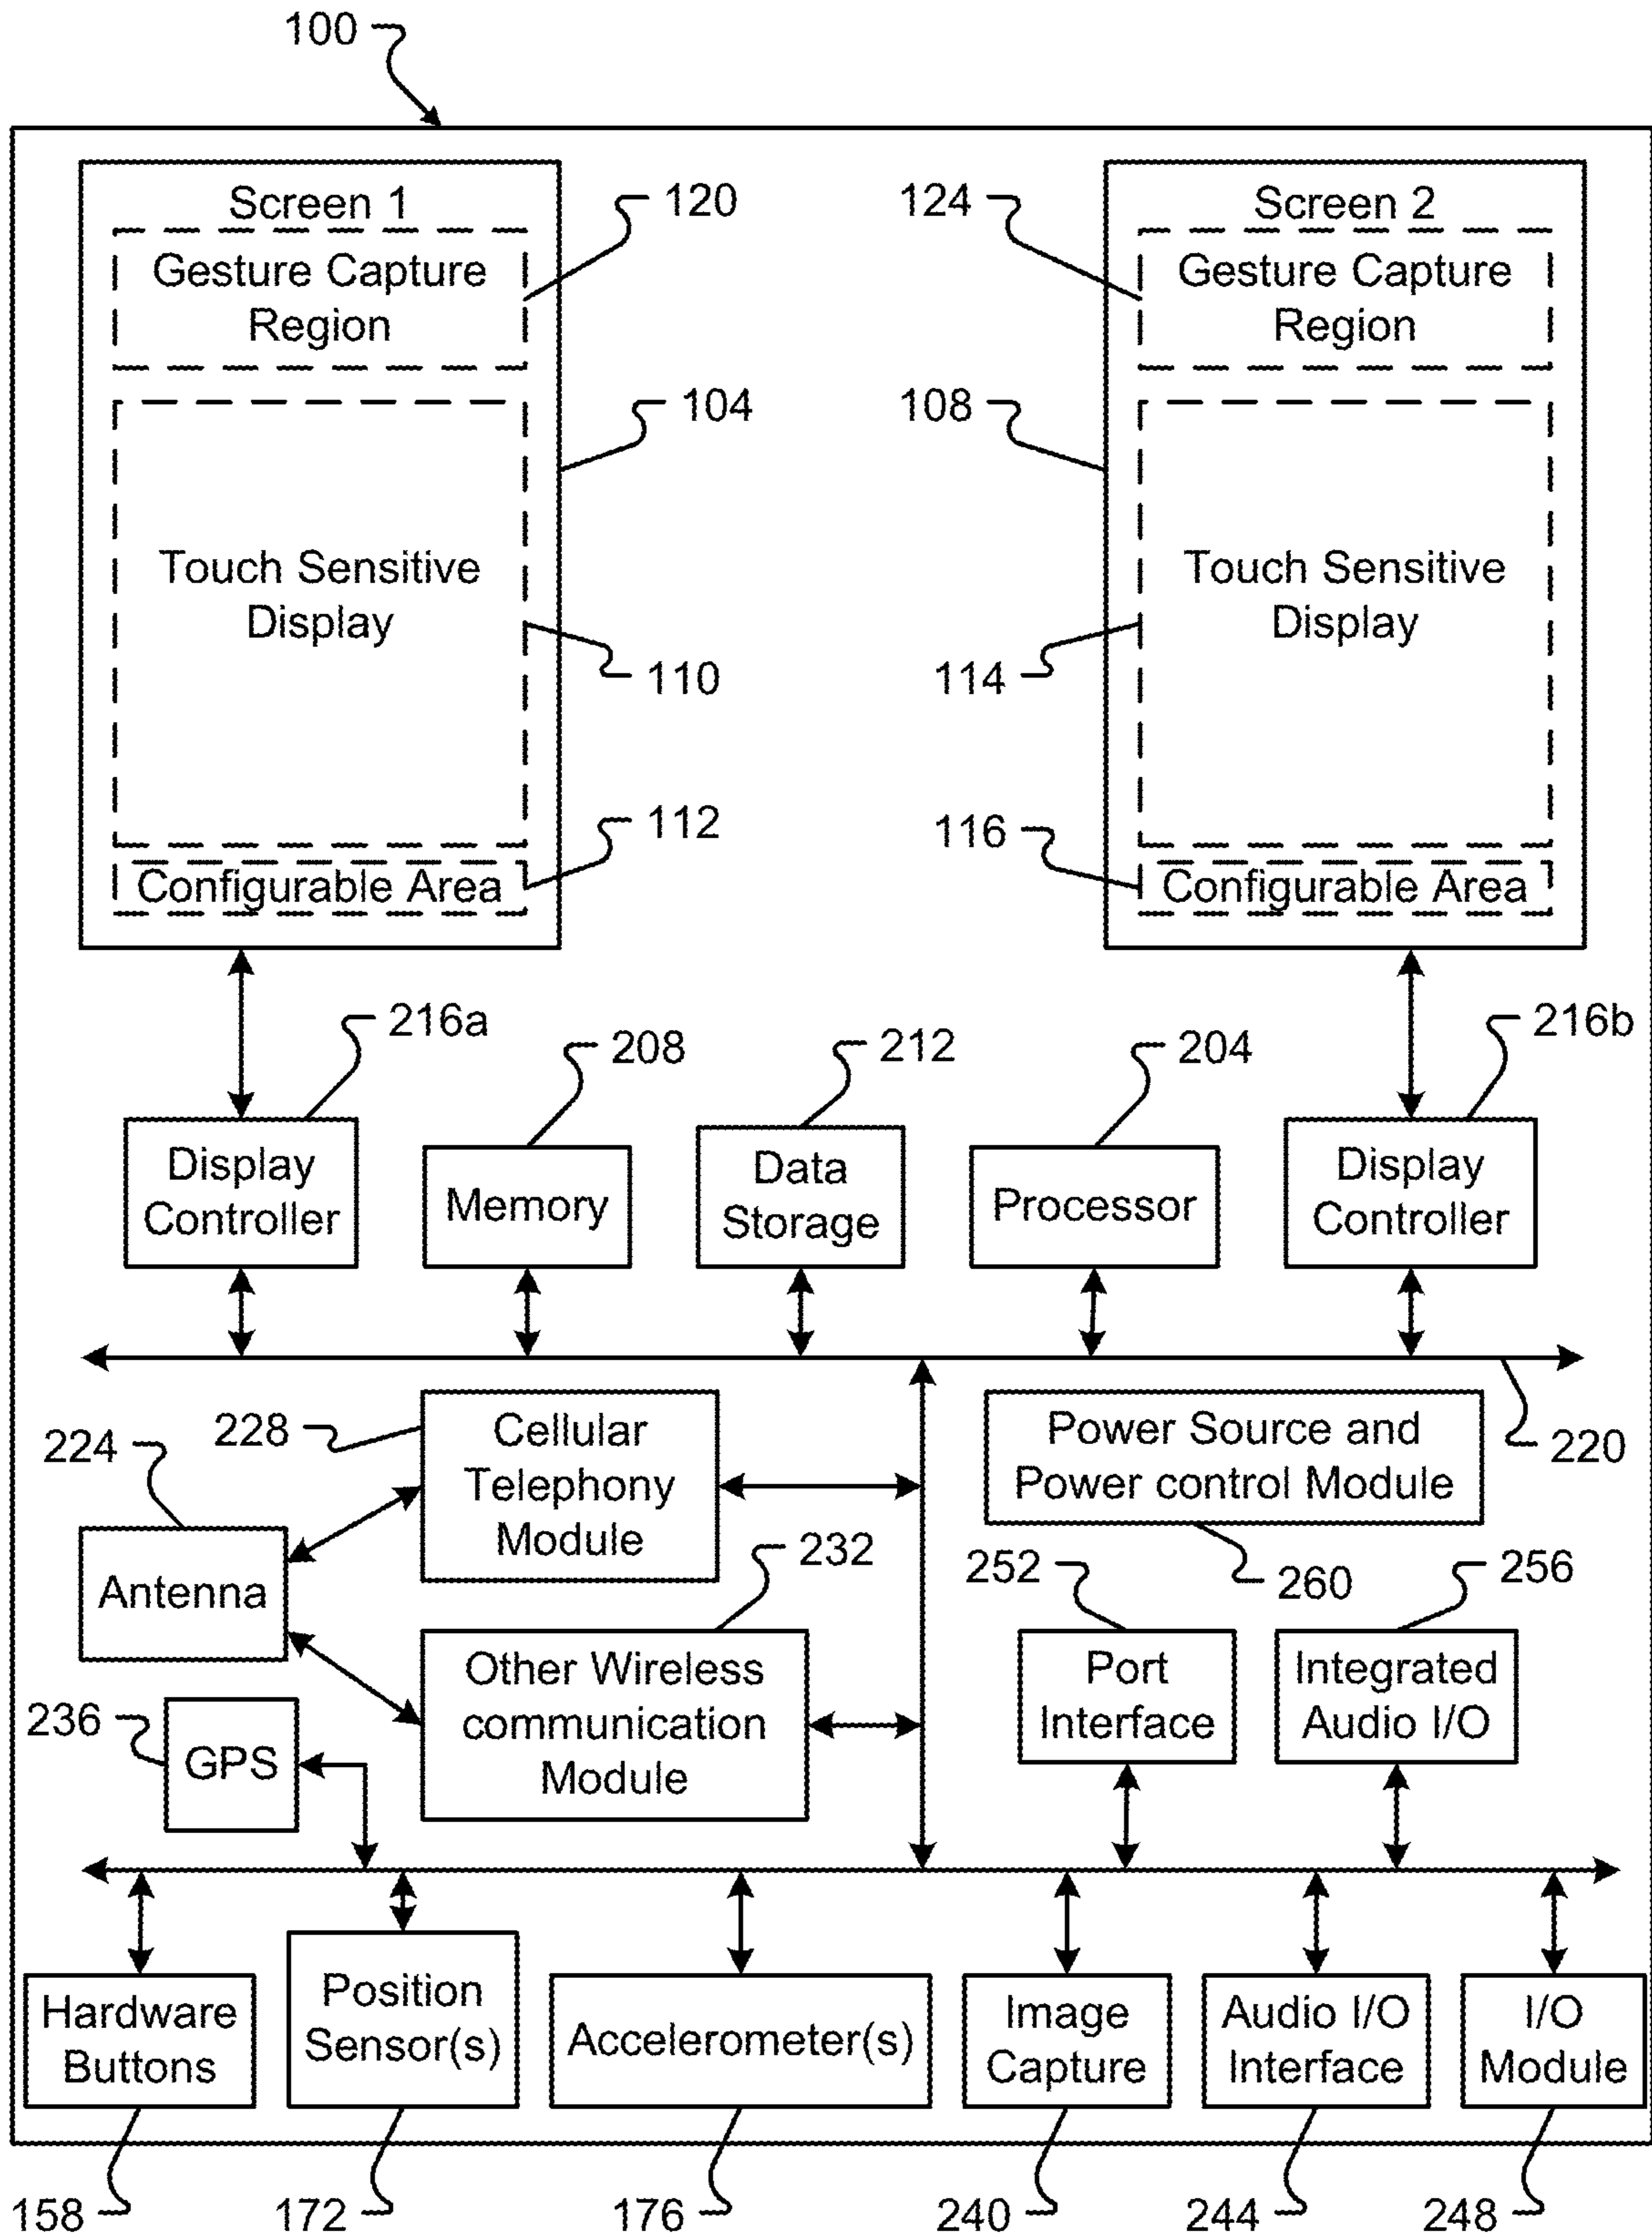 100
Screen 1
Gesture Capture
Region
120
124
Screen 2
Gesture Capture
Region
104
108
Touch Sensitive
Display
110
114
Touch Sensitive
Display
112
116
Configurable Area
Configurable Area
216a
208
212
204
216b
Display
Controller
Memory
Data
Storage
Processor
Display
Controller
220
224
228
Cellular
Telephony
Module
Power Source and
Power control Module
260
Antenna
232
Other Wireless
communication
Module
252
Port
Interface
256
Integrated
Audio I/O
236
GPS
Hardware
Buttons
Position
Sensor(s)
Accelerometer(s)
Image
Capture
Audio I/O
Interface
I/O
Module
158
172
176
240
244
248